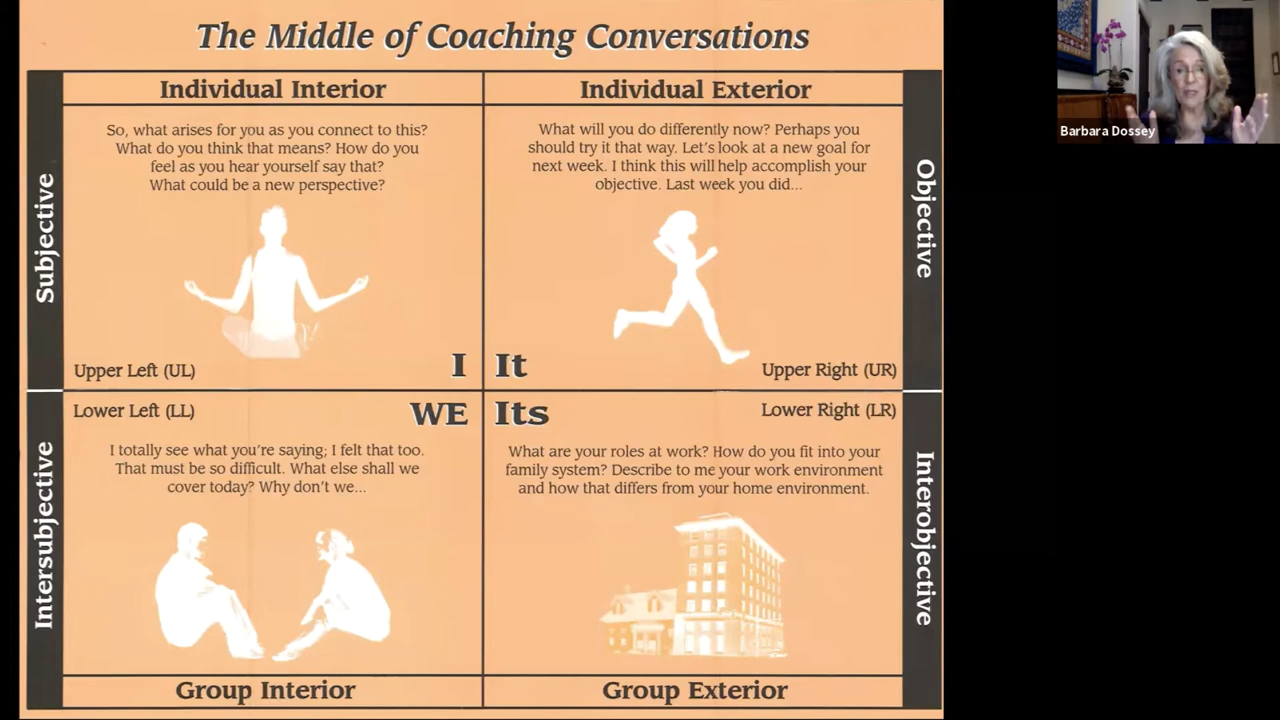 The Middle of Coaching Conversations
Individual Interior
Individual Exterior
Subjective
So, what arises for you as you connect to this?
What do you think that means? How do you
feel as you hear yourself say that?
What could be a new perspective?
What will you do differently now? Perhaps you
should try it that way. Let's look at a new goal for
next week. I think this will help accomplish your
objective. Last week you did...
Objective
Upper Left (UL)
I
It
Upper Right (UR)
Lower Left (LL)
WE
Its
Lower Right (LR)
Intersubjective
I totally see what you're saying; I felt that too.
That must be so difficult. What else shall we
cover today? Why don't we...
What are your roles at work? How do you fit into your
family system? Describe to me your work environment
and how that differs from your home environment.
Interobjective
Group Interior
Group Exterior
Barbara Dossey